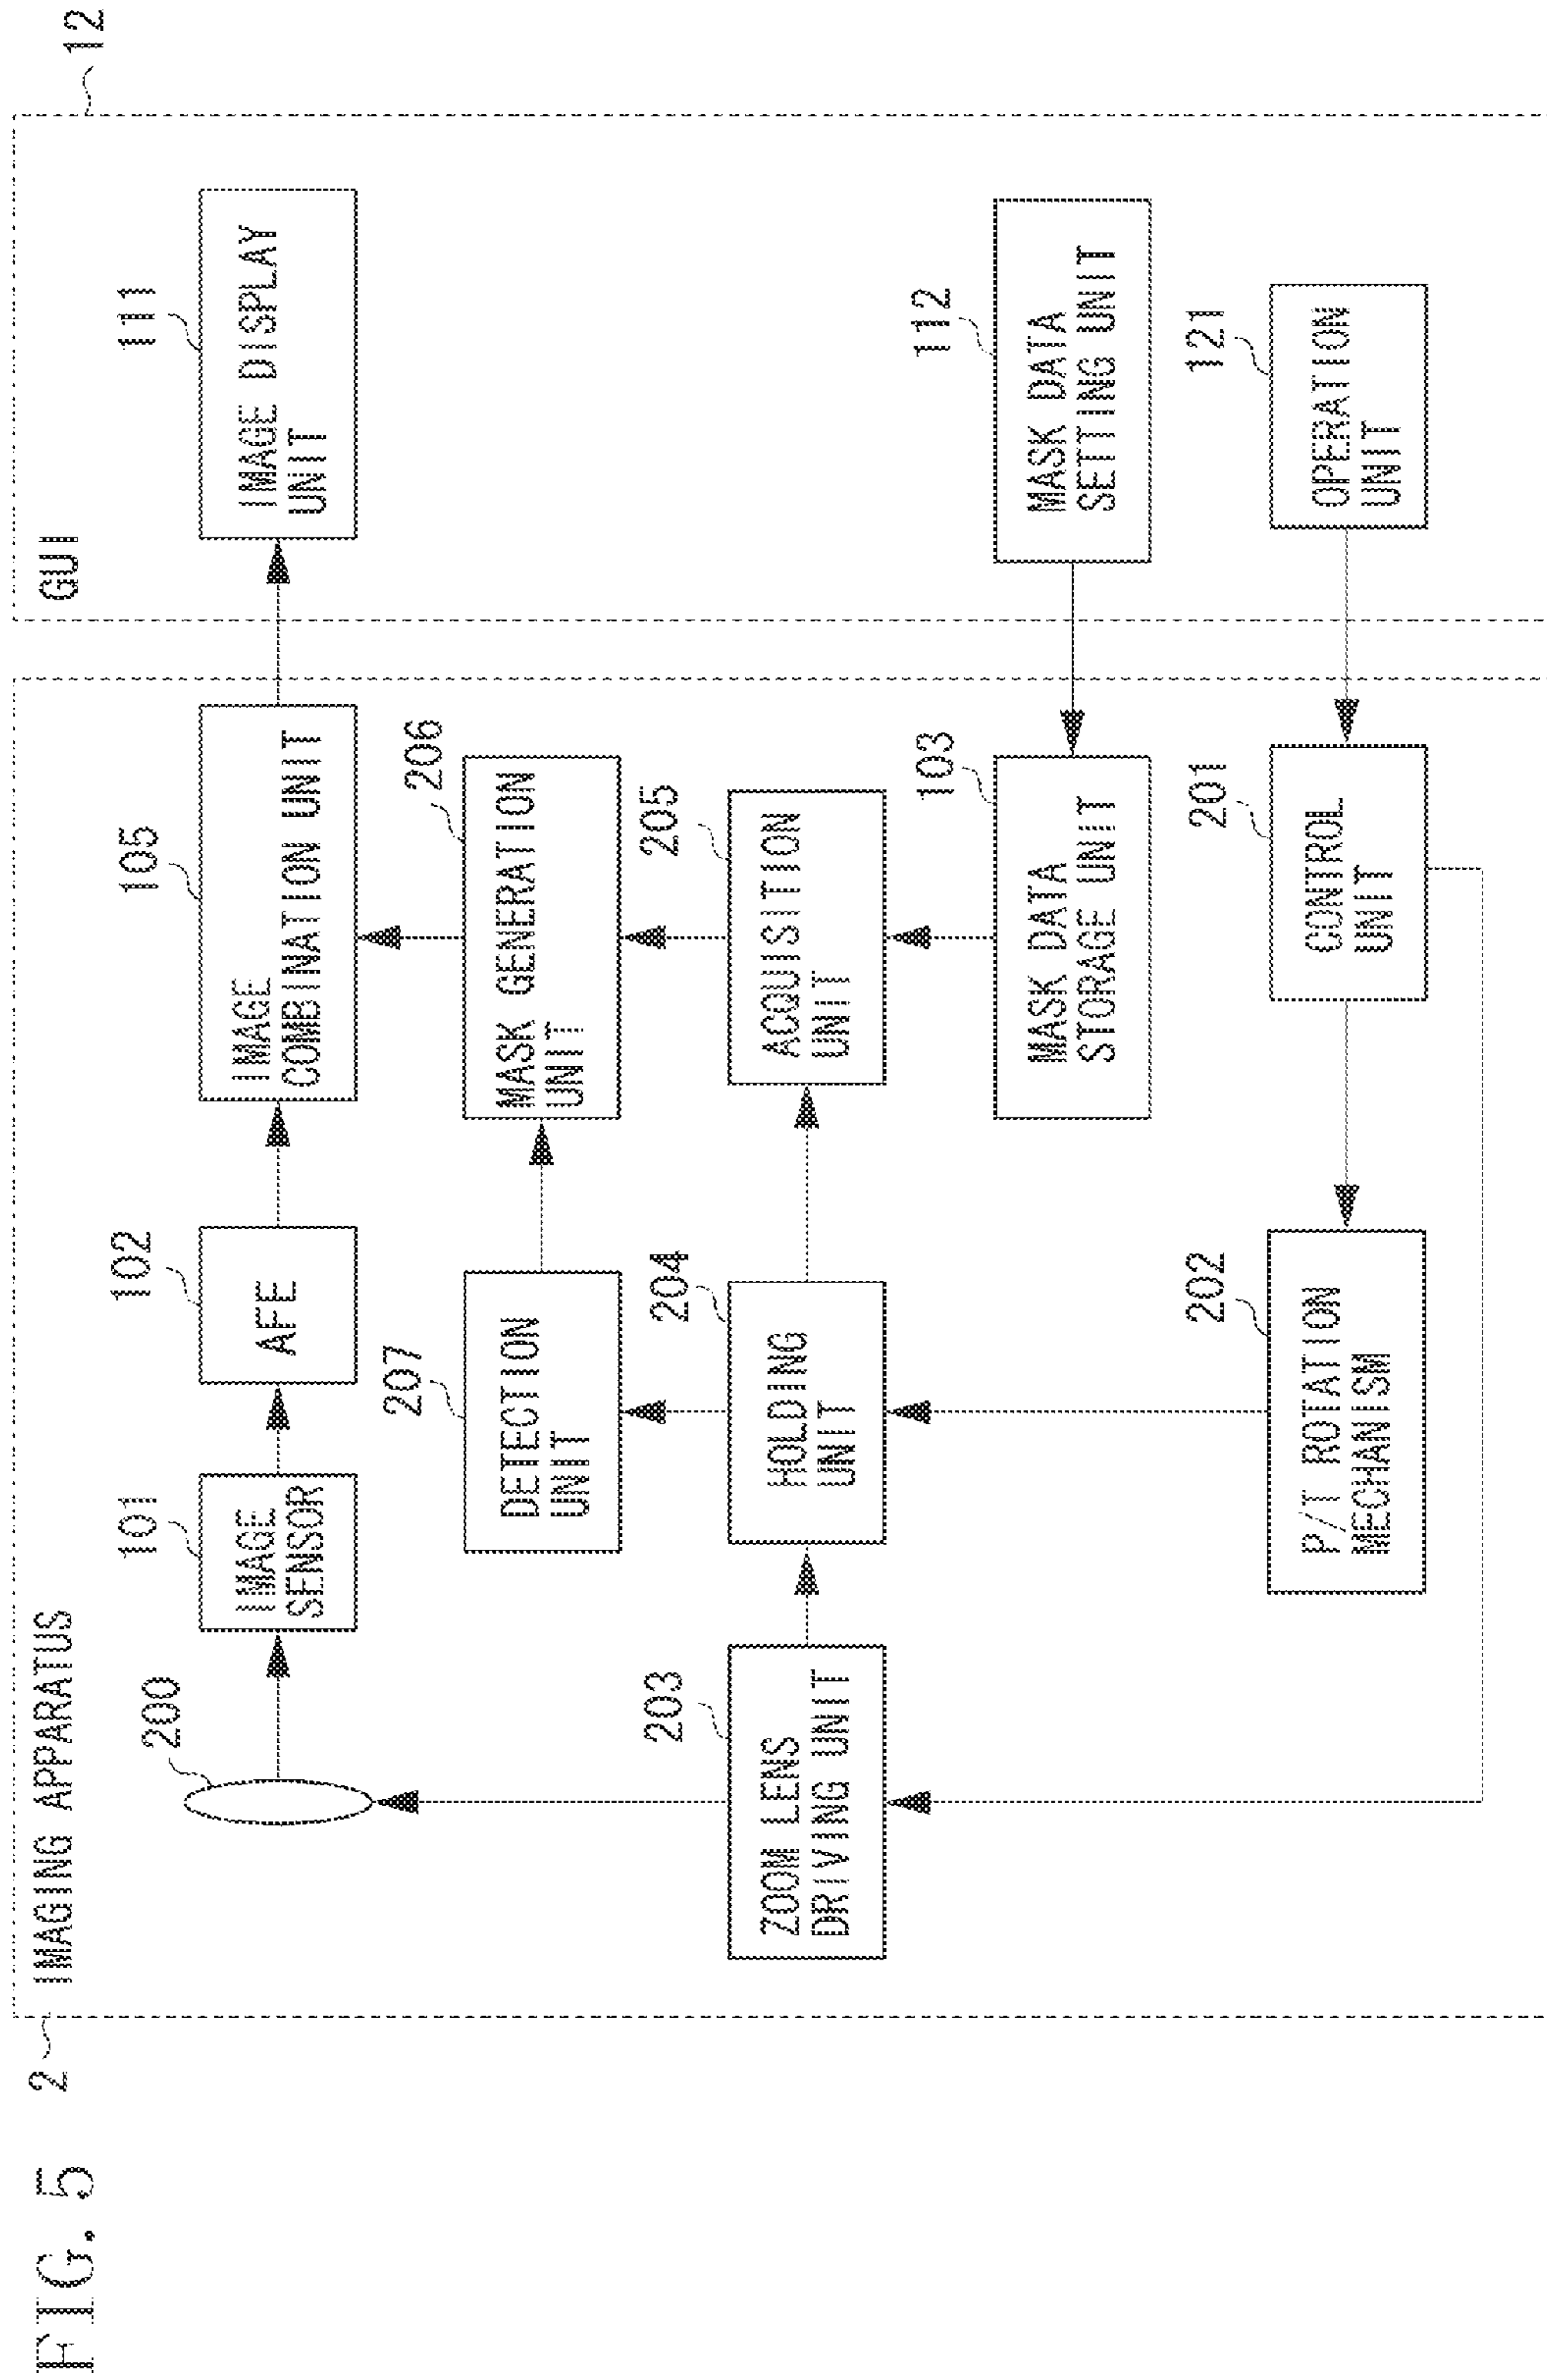 FIG. 5
2
IMAGING APPARATUS
200
101
IMAGE
SENSOR
102
AFE
105
IMAGE
COMBINATION UNIT
207
DETECTION
UNIT
206
MASK GENERATION
UNIT
203
ZOOM LENS
DRIVING UNIT
204
HOLDING
UNIT
205
ACQUISITION
UNIT
103
MASK DATA
STORAGE UNIT
202
P/T ROTATION
MECHANISM
201
CONTROL
UNIT
12
GUI
111
IMAGE DISPLAY
UNIT
112
MASK DATA
SETTING UNIT
121
OPERATION
UNIT